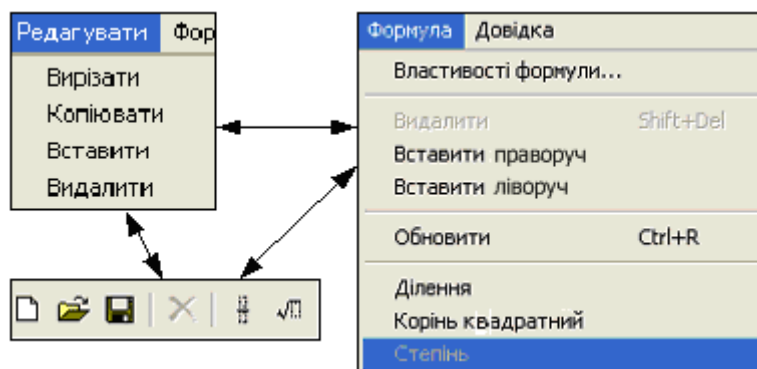 Редагувати Фор
Вирізати
Копіювати
Вставити
Видалити
Формула Довідка
Властивості формули...
Видалити Shift+Del
Вставити праворуч
Вставити ліворуч
Обновити Ctrl+R
Ділення
Корінь квадратний
Степінь